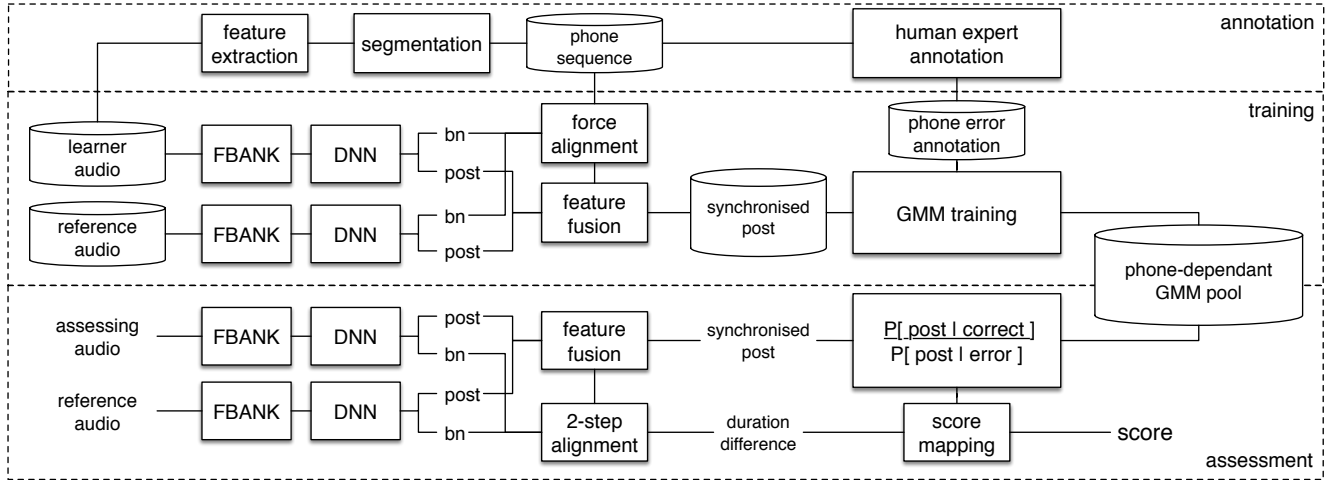 annotation
feature
extraction
segmentation
phone
sequence
human expert
annotation
training
learner
audio
FBANK
DNN
bn
post
force
alignment
phone error
annotation
reference
audio
FBANK
DNN
bn
post
feature
fusion
synchronised
post
GMM training
phone-dependant
GMM pool
assessing
audio
FBANK
DNN
post
bn
feature
fusion
synchronised
post
P[ post | correct ]
P[ post | error ]
reference
audio
FBANK
DNN
post
bn
2-step
alignment
duration
difference
score
mapping
score
assessment